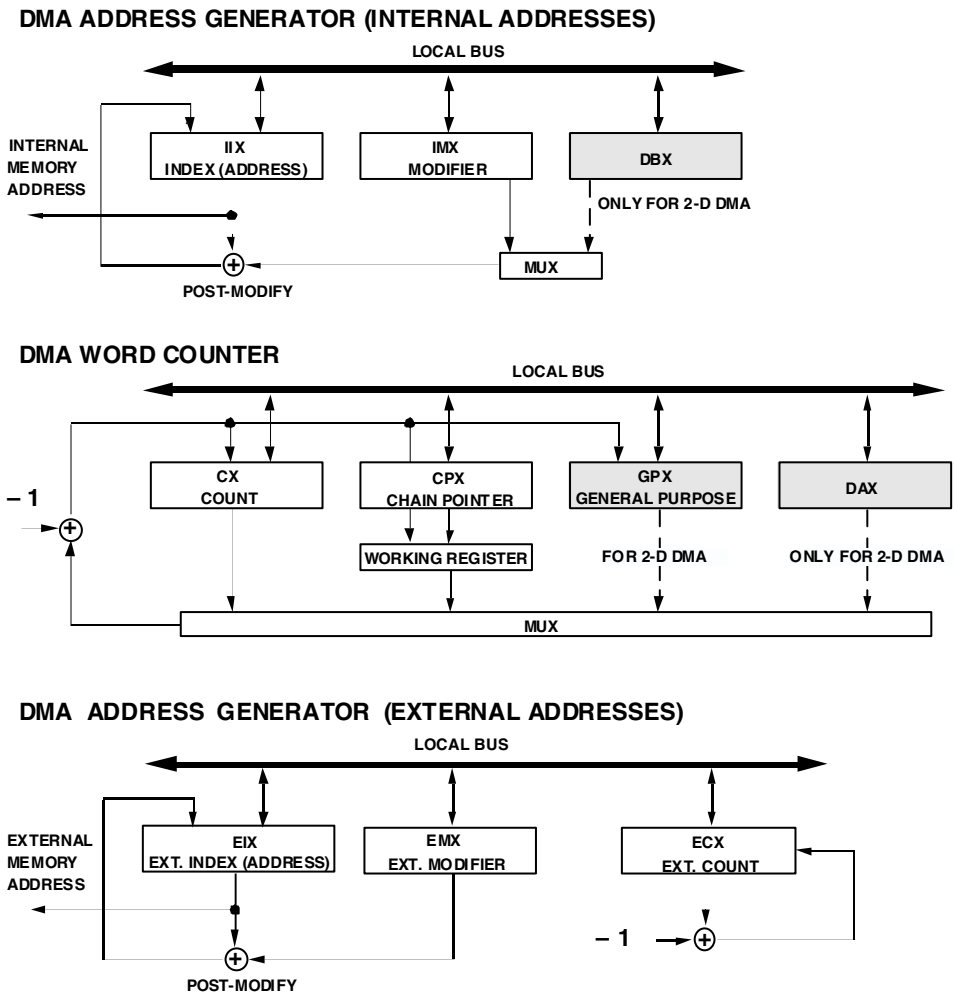 DMA ADDRESS GENERATOR (INTERNAL ADDRESSES)
LOCAL BUS
INTERNAL
MEMORY
ADDRESS
IIX
INDEX (ADDRESS)
IMX
MODIFIER
DBX
ONLY FOR 2-D DMA
MUX
+
POST-MODIFY
DMA WORD COUNTER
LOCAL BUS
– 1
+
CX
COUNT
CPX
CHAIN POINTER
GPX
GENERAL PURPOSE
DAX
WORKING REGISTER
FOR 2-D DMA
ONLY FOR 2-D DMA
MUX
DMA ADDRESS GENERATOR (EXTERNAL ADDRESSES)
LOCAL BUS
EXTERNAL
MEMORY
ADDRESS
EIX
EXT. INDEX (ADDRESS)
EMX
EXT. MODIFIER
ECX
EXT. COUNT
– 1
+
+
POST-MODIFY